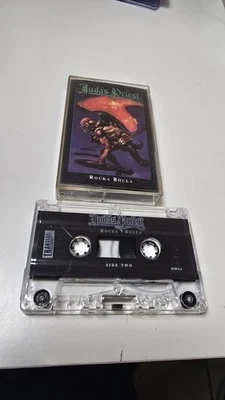 Judas Priest
ROCKA ROLLA
Judas Priest
ROCKA ROLLA
SIDE TWO